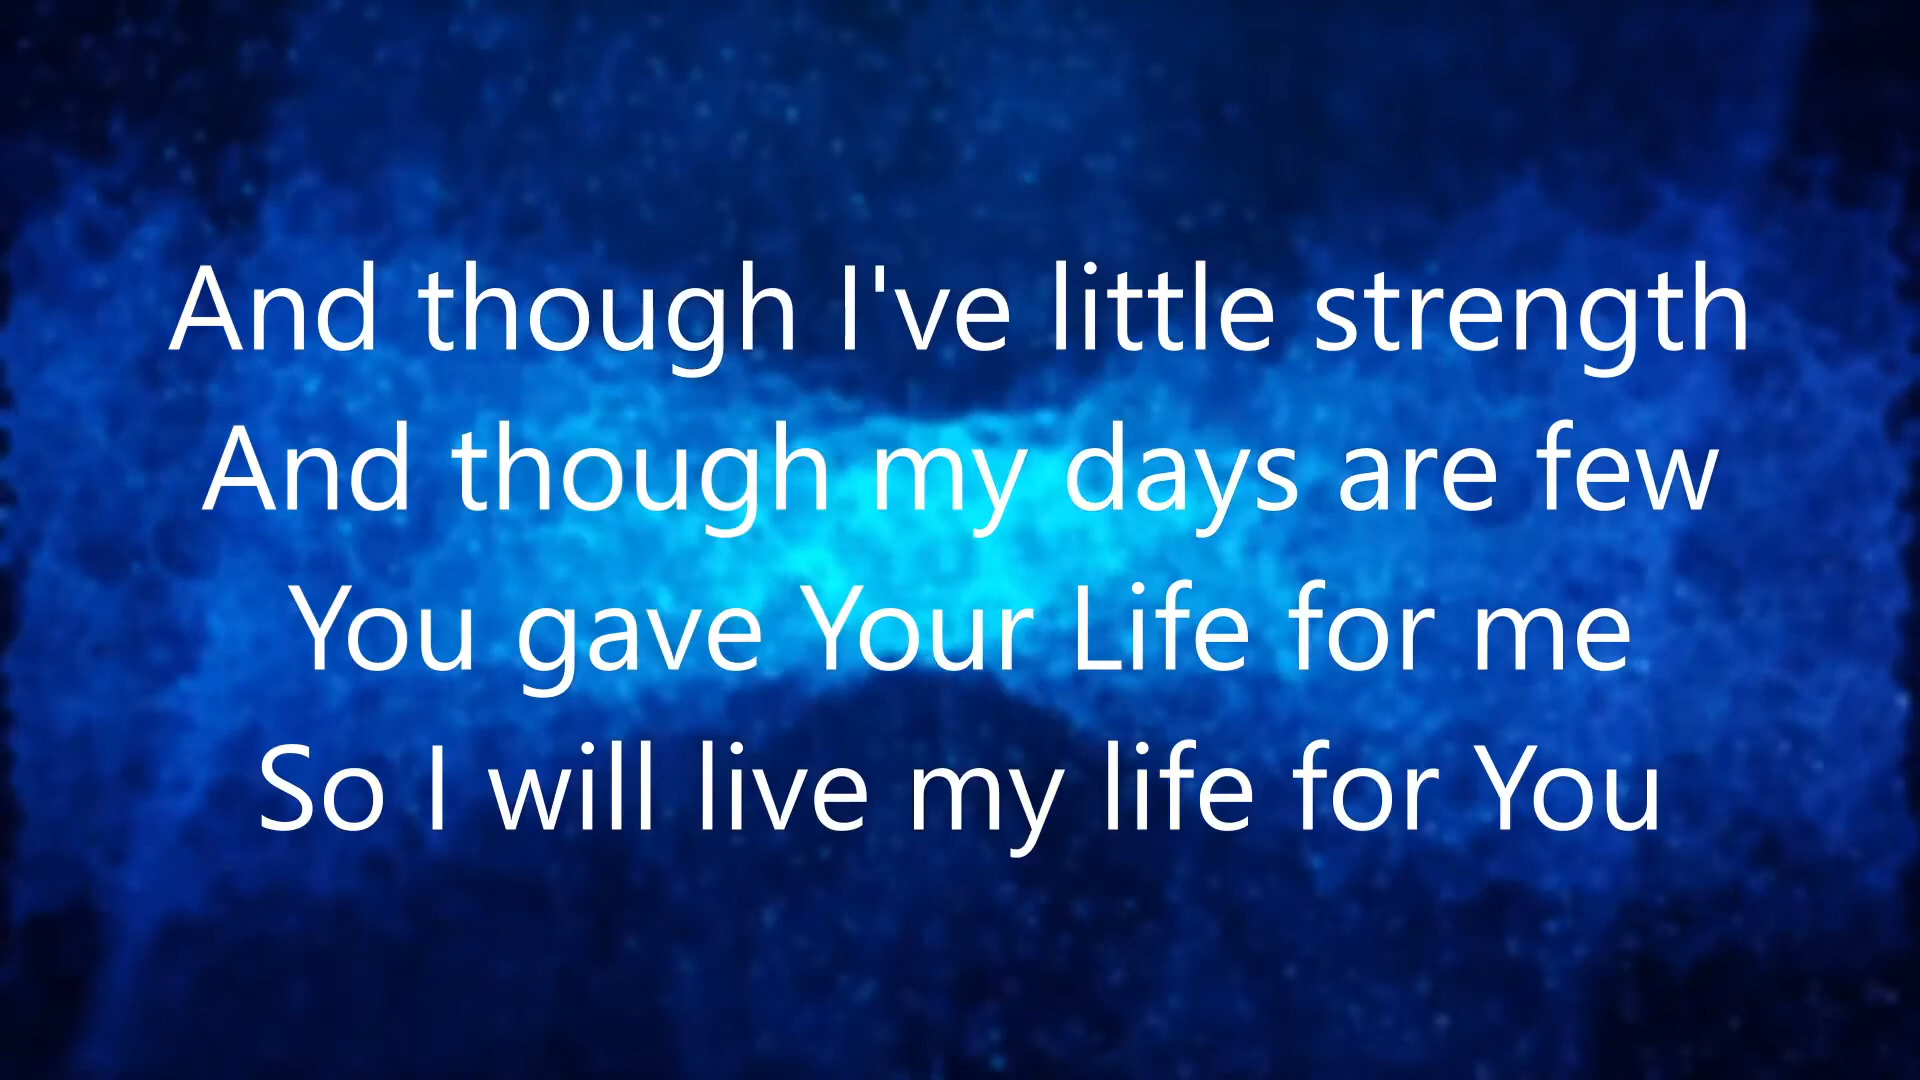 And though I've little strength
And though my days are few
You gave Your Life for me
So I will live my life for You